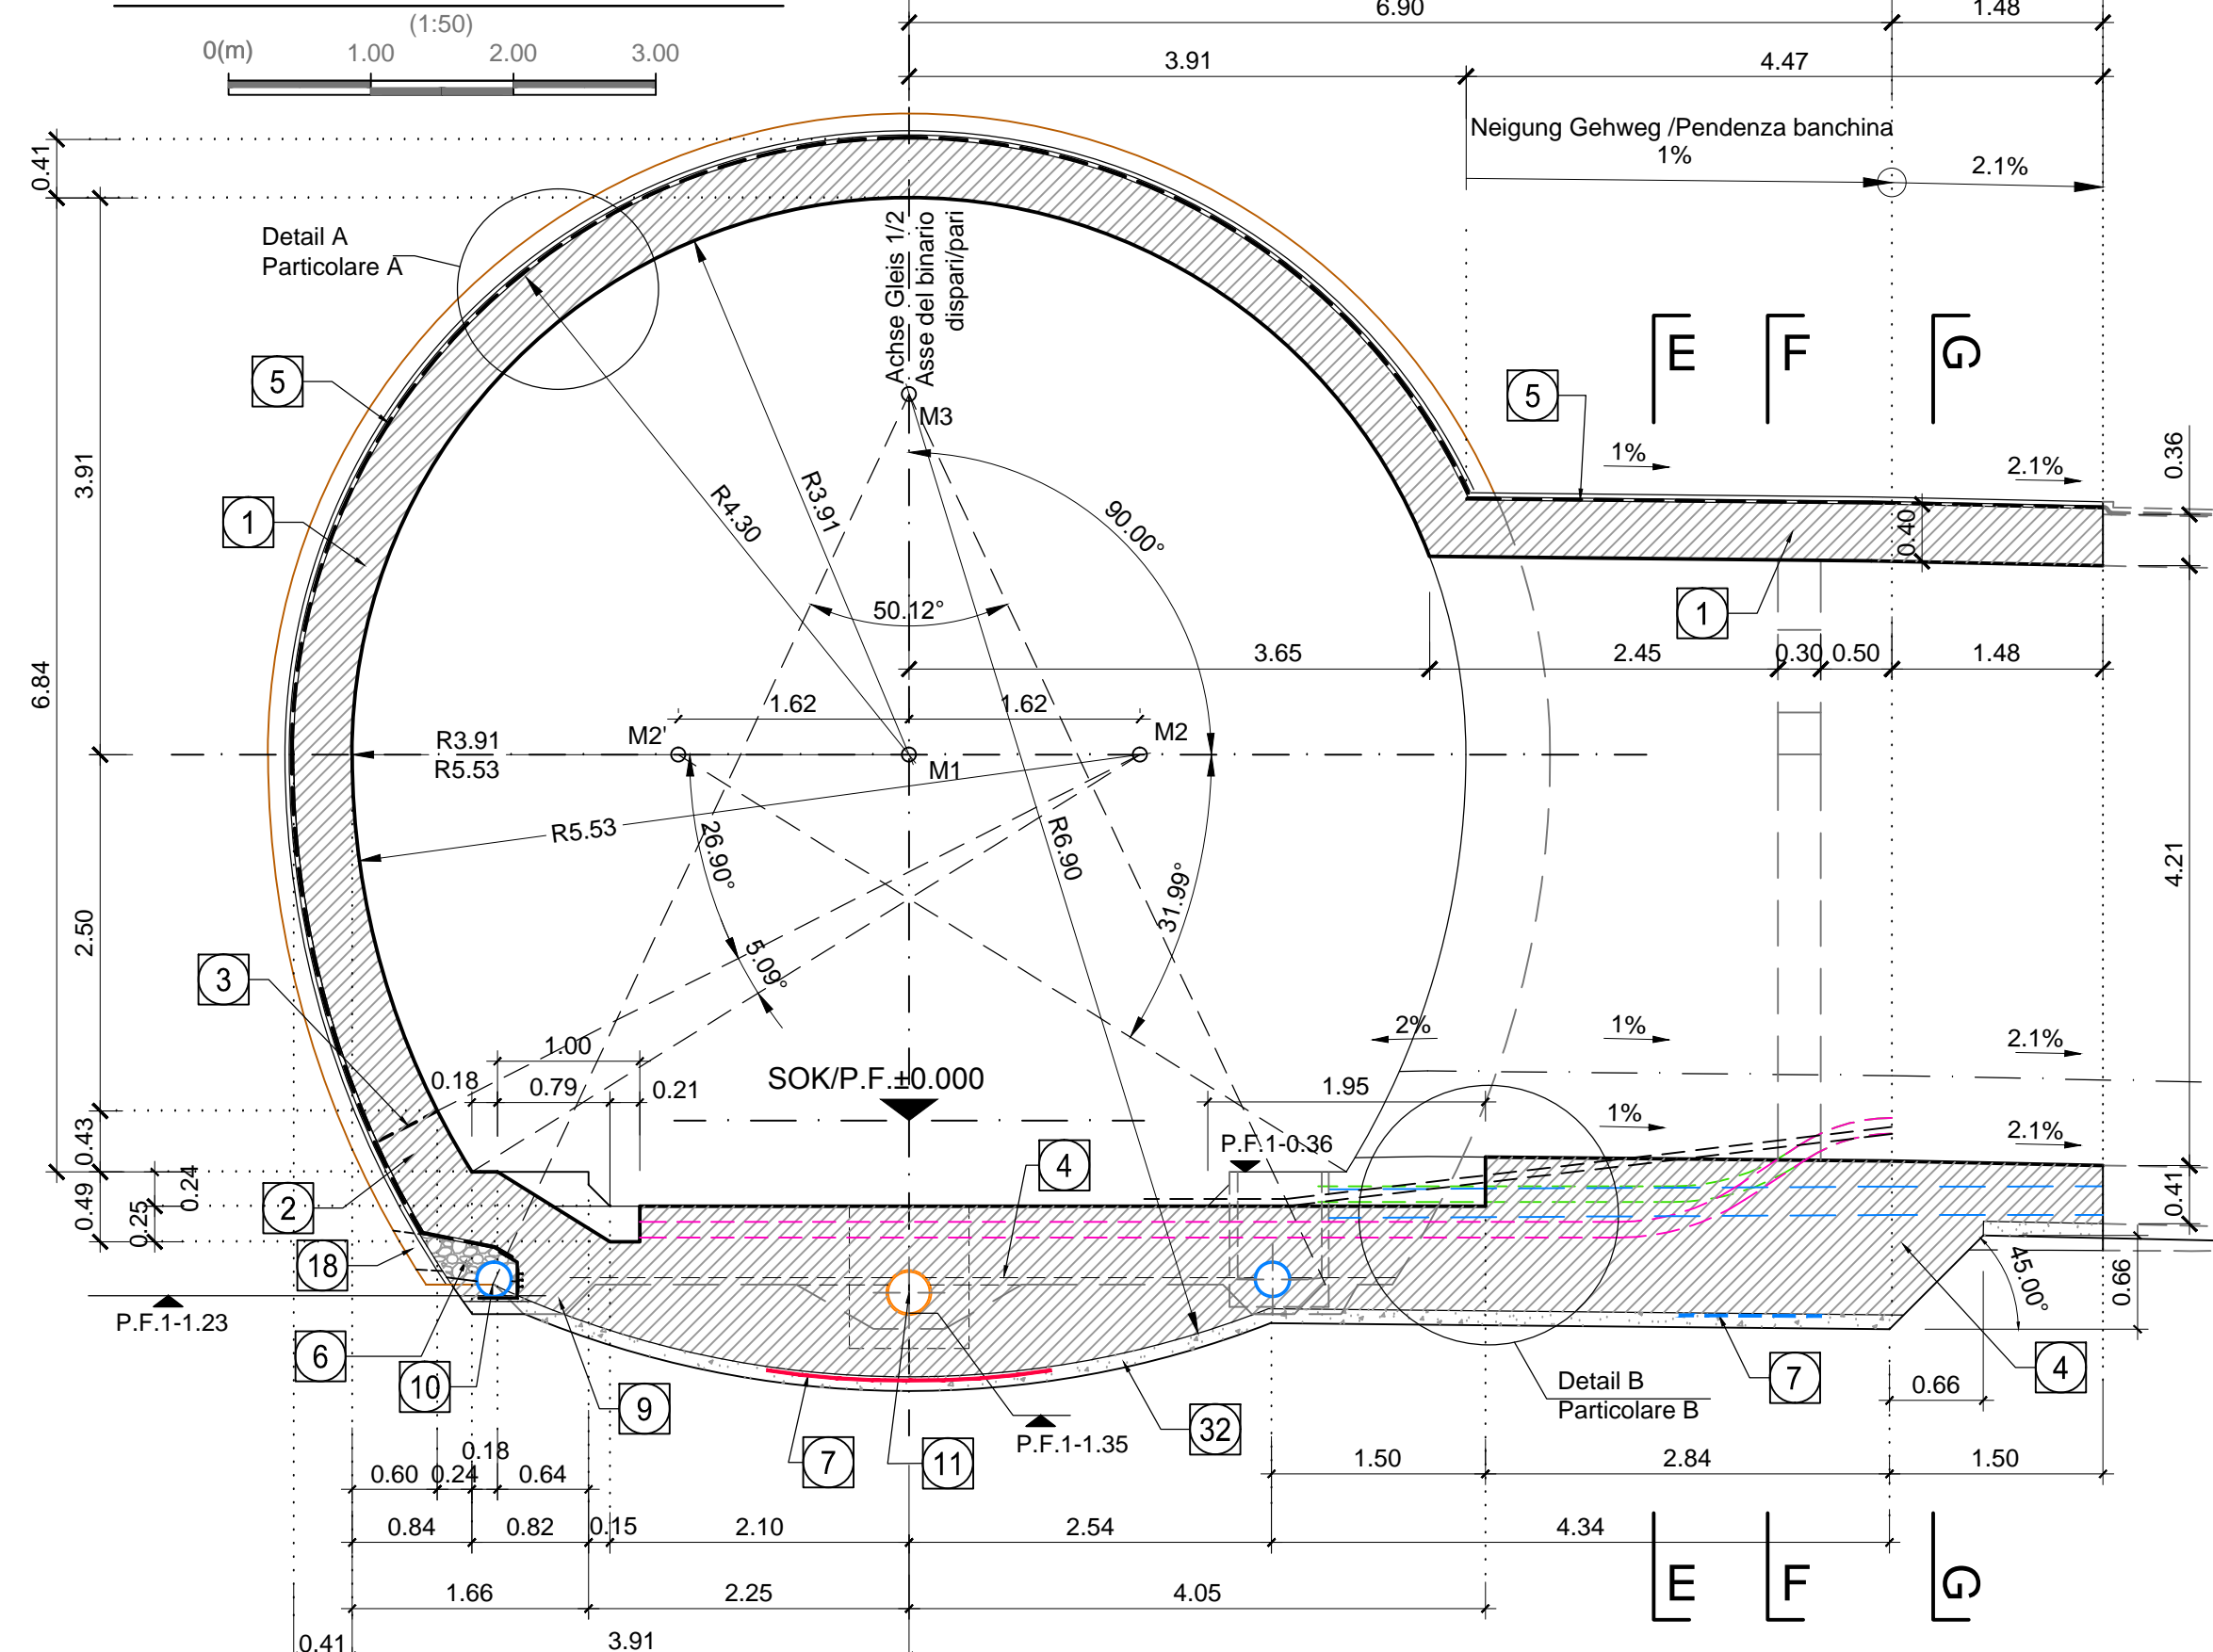 6.90
1.48
(1:50)
0(m)
1.00
2.00
3.00
3.91
4.47
Neigung Gehweg /Pendenza banchina
1%
2.1%
0.41
Detail A
Particolare A
Achse Gleis 1/2
Asse del binario
dispari/pari
E
F
G
5
5
M3
1%
2.1%
0.36
3.91
R4.30
R3.91
90.00°
1
0.40
50.12°
1
6.84
3.65
2.45
0.30
0.50
1.48
1.62
1.62
M2'
M2
R3.91
R5.53
M1
R5.53
26.90°
R6.90
31.99°
4.21
2.50
5.09°
3
2%
1%
2.1%
1.00
0.18
0.79
0.21
SOK/P.F.±0.000
1.95
1%
2.1%
P.F.1-0.36
0.43
0.24
4
0.49
0.25
2
0.41
18
45.00°
0.66
P.F.1-1.23
6
10
9
7
4
0.66
Detail B
Particolare B
32
P.F.1-1.35
7
11
0.18
0.60
0.24
0.64
1.50
2.84
1.50
0.84
0.82
0.15
2.10
2.54
4.34
1.66
2.25
4.05
E
F
G
0.41
3.91